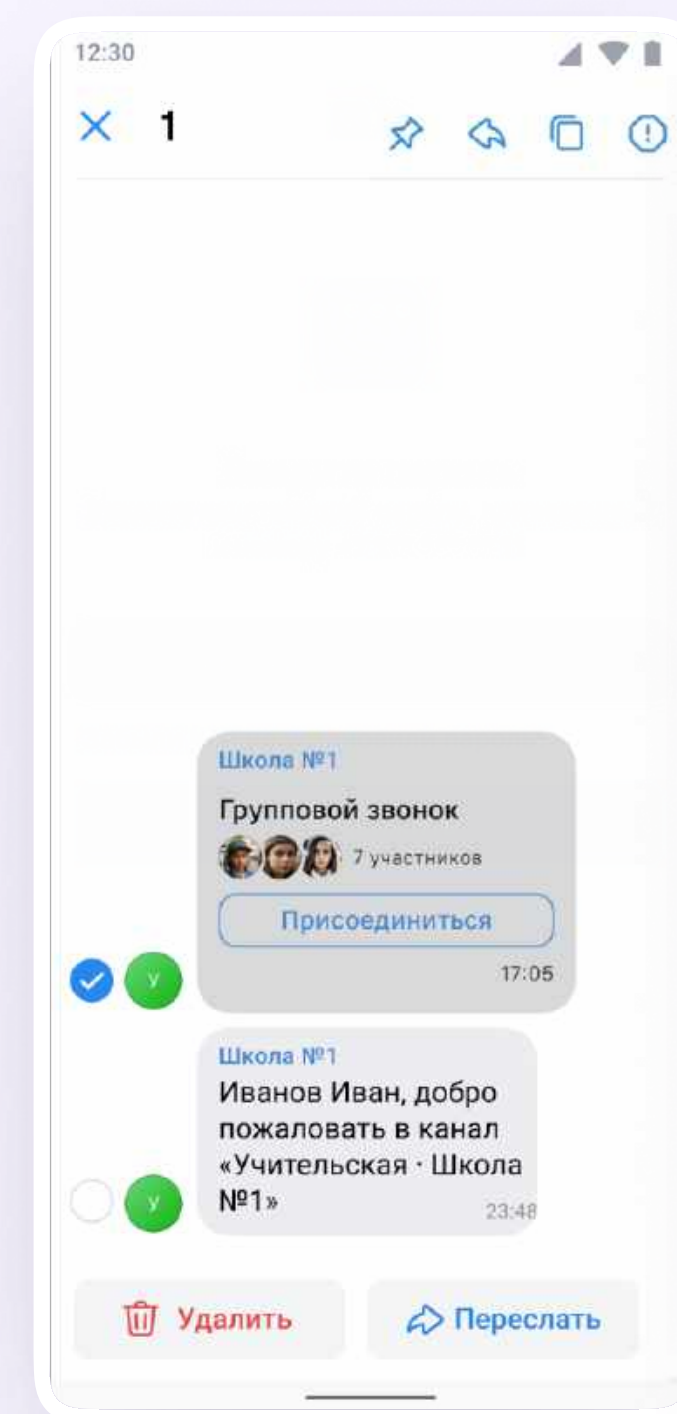 12:30
1
Школа №1
Групповой звонок
7 участников
Присоединиться
17:05
У
Школа №1
Иванов Иван, добро
пожаловать в канал
«Учительская · Школа
№1»
23:48
У
Удалить
Переслать